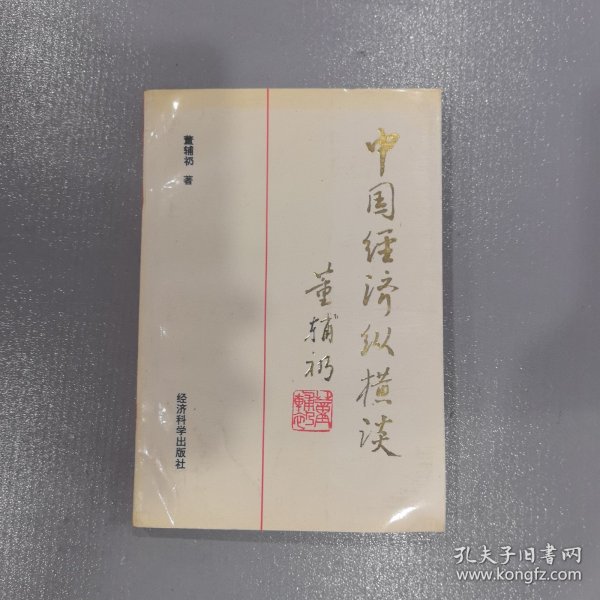 中国经济纵横谈
董辅礽
董辅礽 著
经济科学出版社
孔夫子旧书网
www.kongfz.com